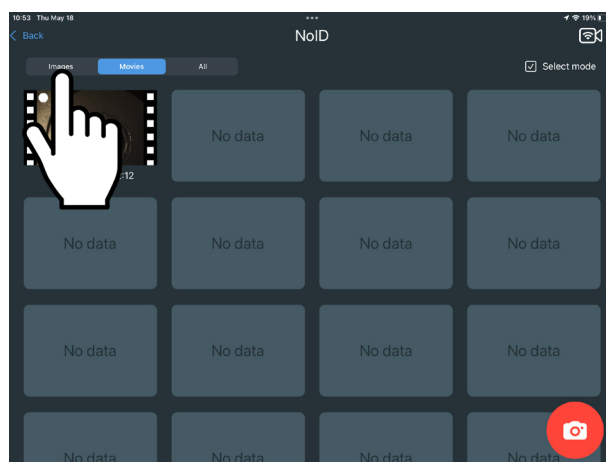 10:53 Thu May 18
19%
Back
NoID
Images Movies All
Select mode
No data No data No data
:12
No data No data No data No data
No data No data No data No data
No data No data No data No data